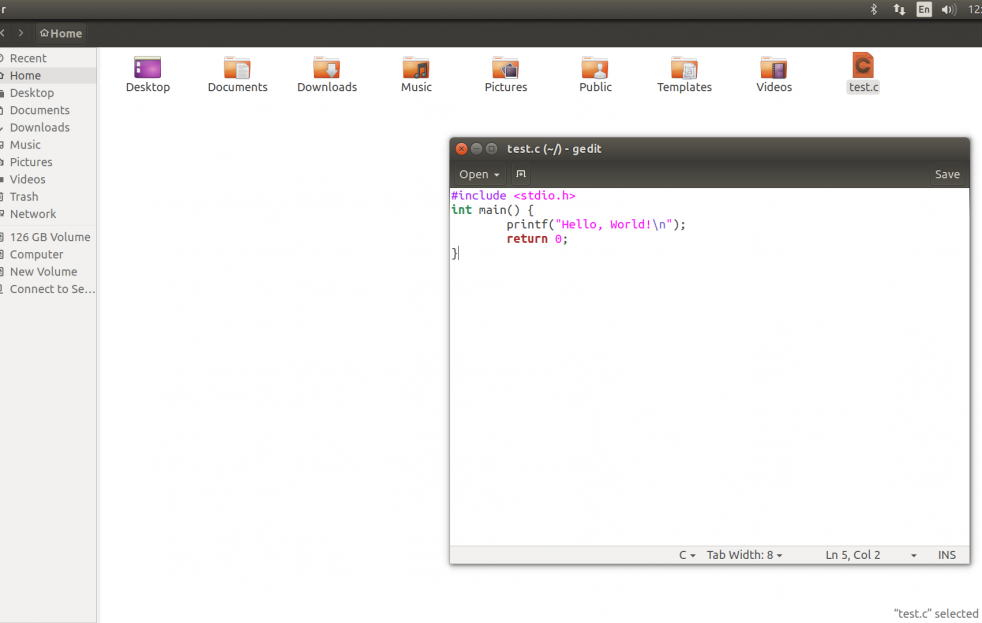 r
En
12:
Home
Recent
Home
Desktop
Documents
Downloads
Music
Pictures
Videos
Trash
Network
126 GB Volume
Computer
New Volume
Connect to Se...
Desktop
Documents
Downloads
Music
Pictures
Public
Templates
Videos
test.c
test.c (~/) - gedit
Open
Save
#include <stdio.h>
int main() {
        printf("Hello, World!\n");
        return 0;
}
C
Tab Width: 8
Ln 5, Col 2
INS
"test.c" selected